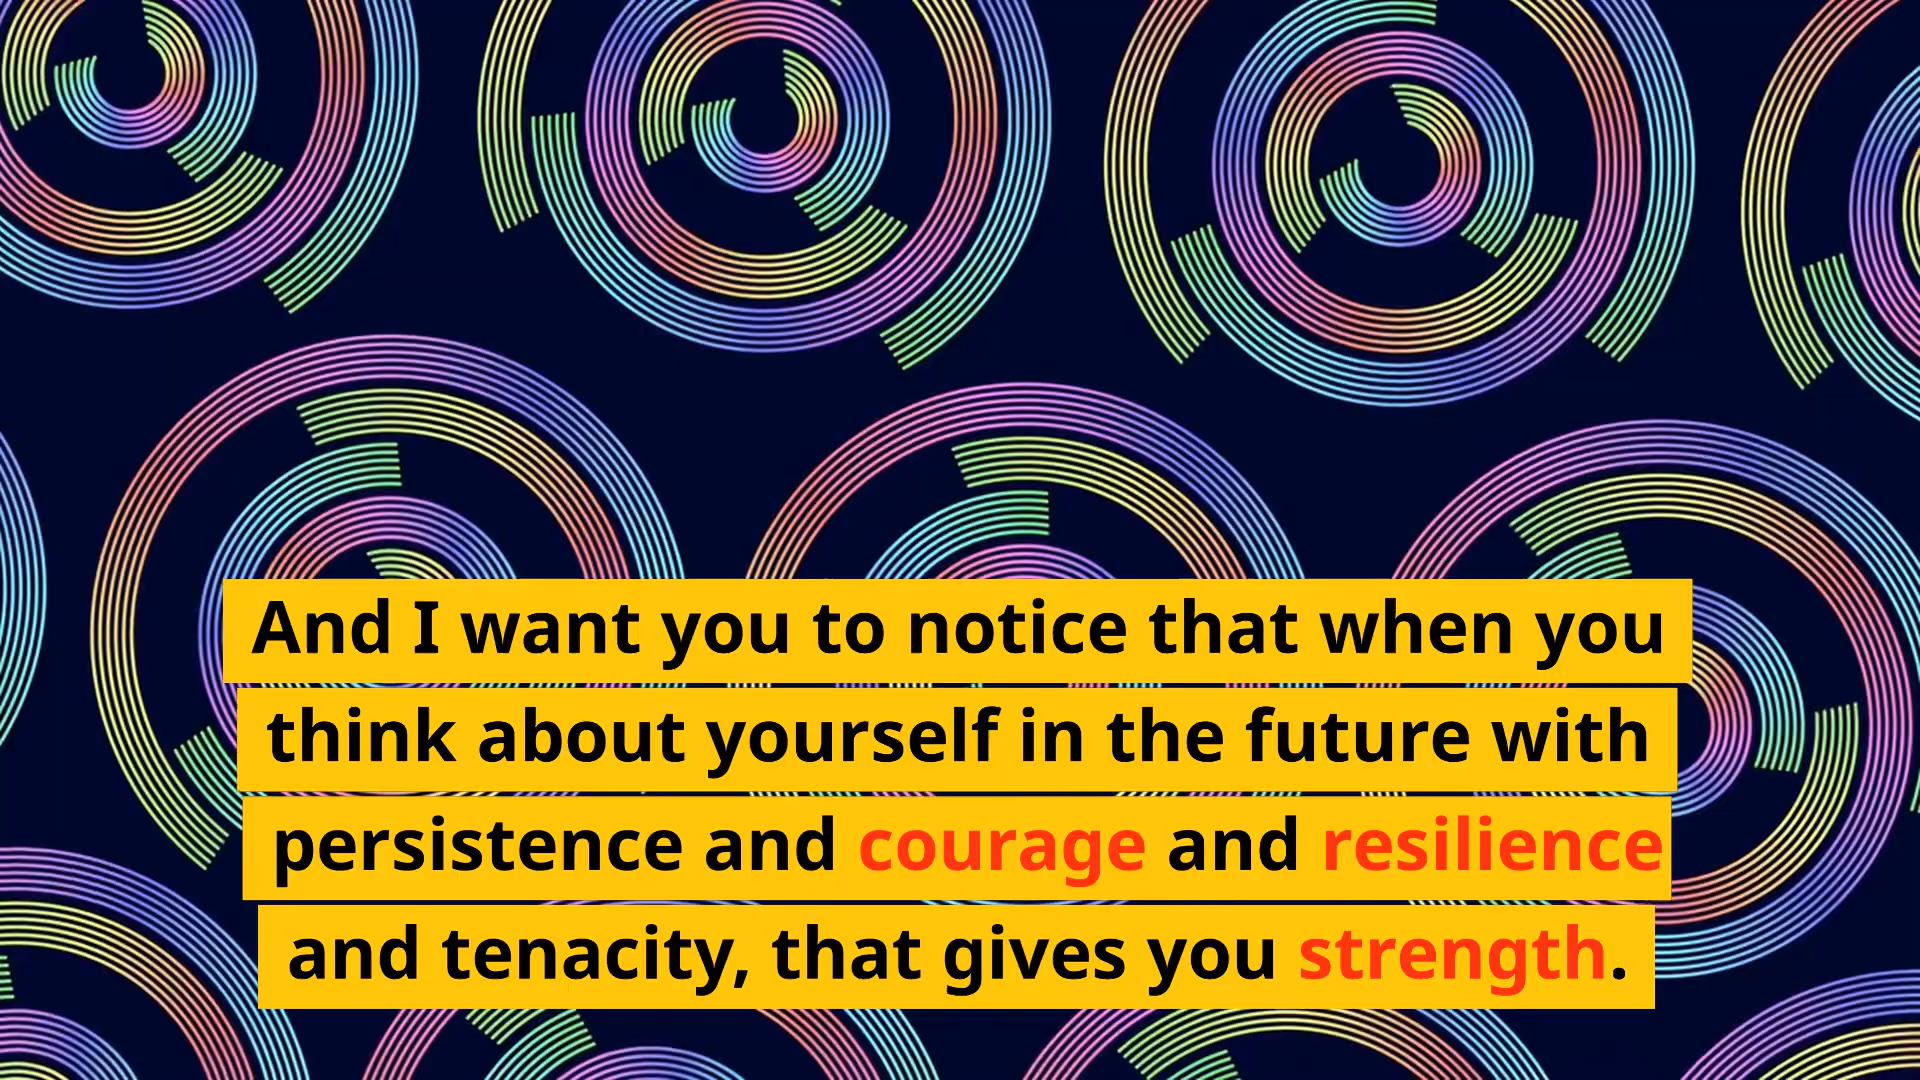 And I want you to notice that when you
think about yourself in the future with
persistence and courage and resilience
and tenacity, that gives you strength.